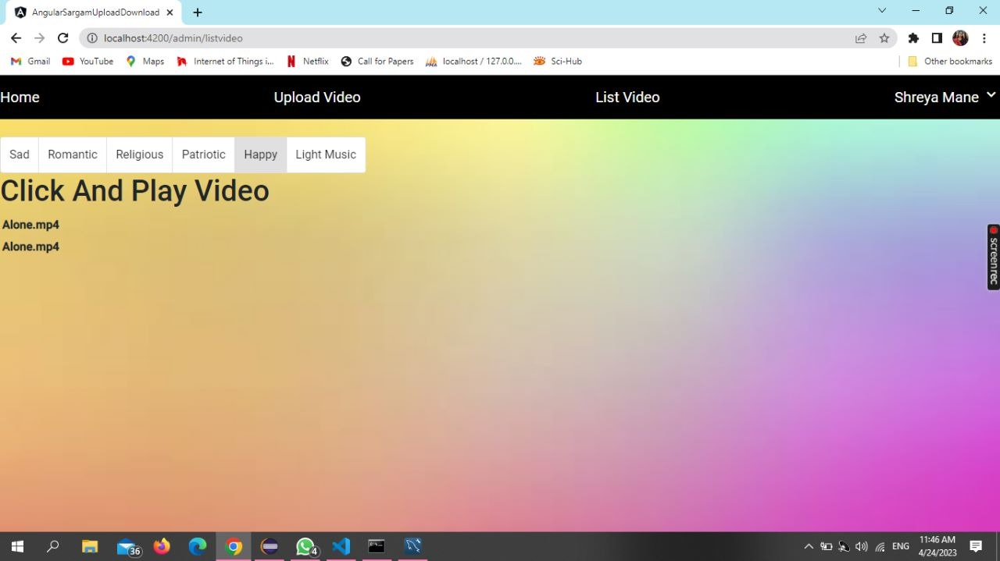 AngularSargamUploadDownload
localhost:4200/admin/listvideo
Gmail YouTube Maps Internet of Things i... Netflix Call for Papers localhost / 127.0.0.... Sci-Hub Other bookmarks
Home Upload Video List Video Shreya Mane
Sad Romantic Religious Patriotic Happy Light Music
Click And Play Video
Alone.mp4
Alone.mp4
screenrec
36 4 ENG 11:46 AM
4/24/2023